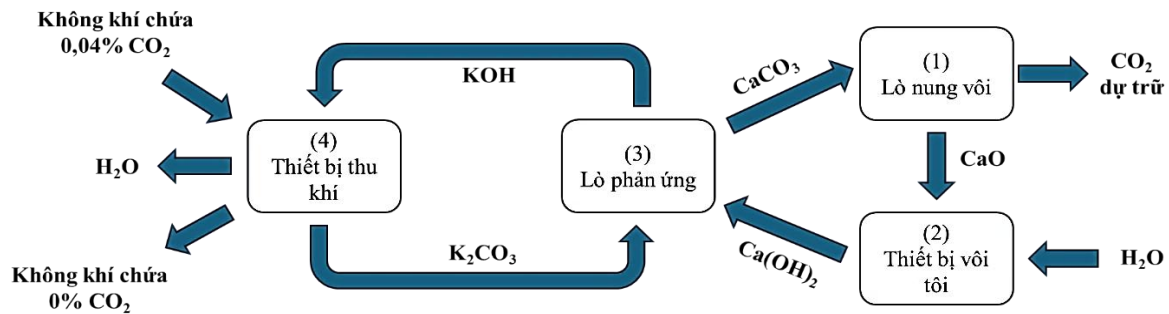 Không khí chứa
0,04% CO₂
KOH
CaCO₃
(1)
Lò nung vôi
CO₂
dự trữ
H₂O
(4)
Thiết bị thu
khí
(3)
Lò phản ứng
CaO
Không khí chứa
0% CO₂
K₂CO₃
Ca(OH)₂
(2)
Thiết bị vôi
tôi
H₂O